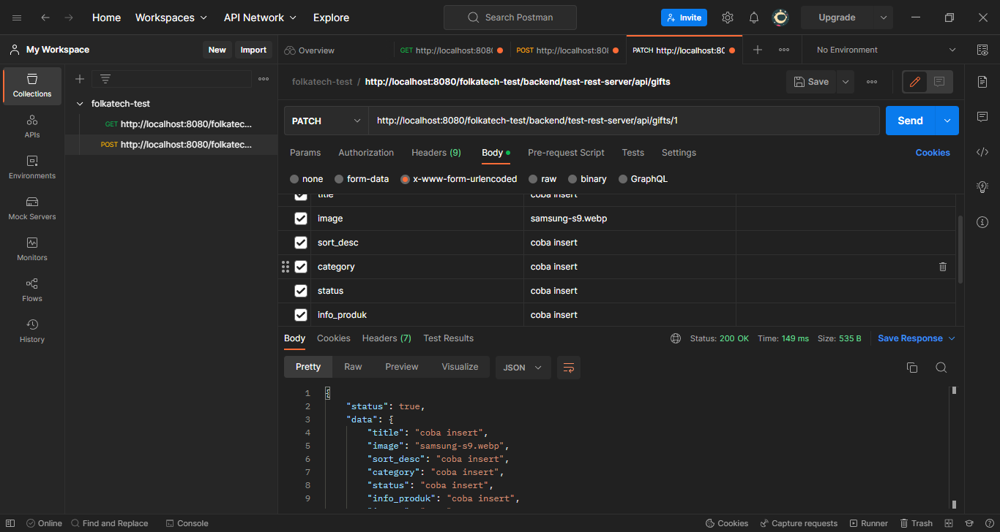 Home Workspaces API Network Explore Search Postman Invite Upgrade
My Workspace New Import Overview GET http://localhost:8080 POST http://localhost:808 PATCH http://localhost:80 No Environment
Collections
APIs
Environments
Mock Servers
Monitors
Flows
History
folkatech-test
GET http://localhost:8080/folkatec...
POST http://localhost:8080/folkatec...
folkatech-test / http://localhost:8080/folkatech-test/backend/test-rest-server/api/gifts Save
PATCH http://localhost:8080/folkatech-test/backend/test-rest-server/api/gifts/1 Send
Params Authorization Headers (9) Body Pre-request Script Tests Settings Cookies
none form-data x-www-form-urlencoded raw binary GraphQL
title coba insert
image samsung-s9.webp
sort_desc coba insert
category coba insert
status coba insert
info_produk coba insert
Body Cookies Headers (7) Test Results Status: 200 OK Time: 149 ms Size: 535 B Save Response
Pretty Raw Preview Visualize JSON
1 {
2 "status": true,
3 "data": {
4 "title": "coba insert",
5 "image": "samsung-s9.webp",
6 "sort_desc": "coba insert",
7 "category": "coba insert",
8 "status": "coba insert",
9 "info_produk": "coba insert",
Online Find and Replace Console Cookies Capture requests Runner Trash